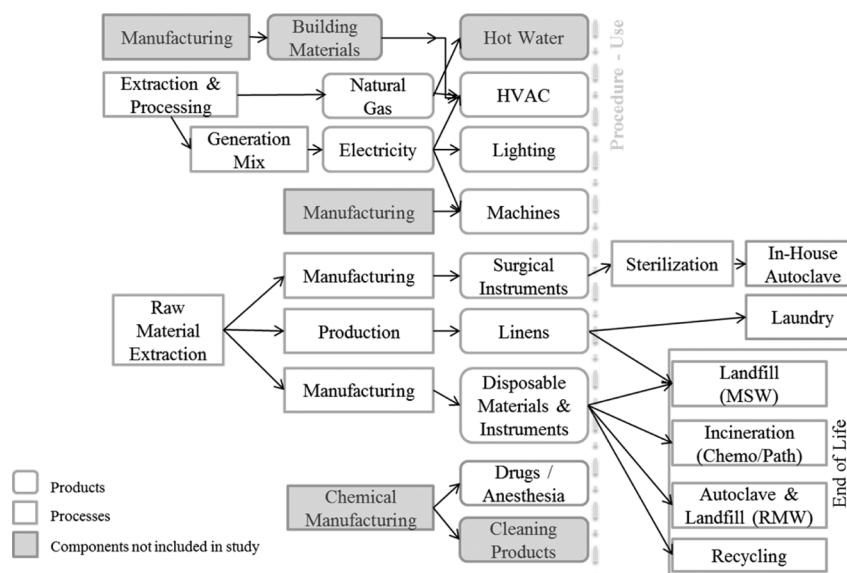 Manufacturing
Building
Materials
Hot Water
Extraction &
Processing
Natural
Gas
HVAC
Generation
Mix
Electricity
Lighting
Manufacturing
Machines
Procedure - Use
Raw
Material
Extraction
Manufacturing
Surgical
Instruments
Sterilization
In-House
Autoclave
Production
Linens
Laundry
Manufacturing
Disposable
Materials &
Instruments
Landfill
(MSW)
Incineration
(Chemo/Path)
Autoclave &
Landfill (RMW)
Recycling
End of Life
Chemical
Manufacturing
Drugs /
Anesthesia
Cleaning
Products
Products
Processes
Components not included in study